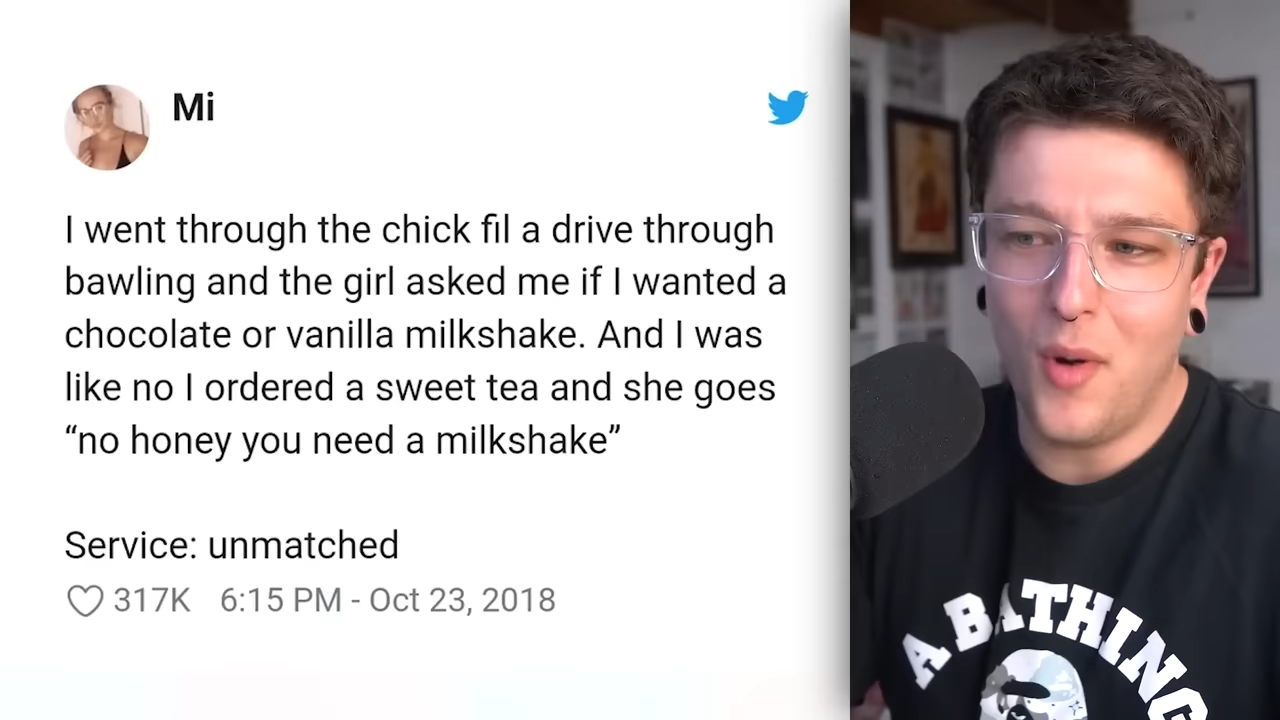 Mi
I went through the chick fil a drive through
bawling and the girl asked me if I wanted a
chocolate or vanilla milkshake. And I was
like no I ordered a sweet tea and she goes
“no honey you need a milkshake”
Service: unmatched
317K 6:15 PM - Oct 23, 2018
A BATHING